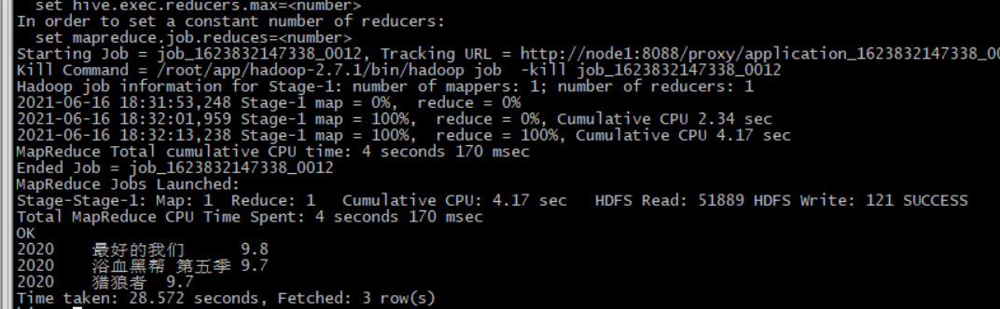 set hive.exec.reducers.max=<number>
In order to set a constant number of reducers:
set mapreduce.job.reduces=<number>
Starting Job = job_1623832147338_0012, Tracking URL = http://node1:8088/proxy/application_1623832147338_00
Kill Command = /root/app/hadoop-2.7.1/bin/hadoop job  -kill job_1623832147338_0012
Hadoop job information for Stage-1: number of mappers: 1; number of reducers: 1
2021-06-16 18:31:53,248 Stage-1 map = 0%,  reduce = 0%
2021-06-16 18:32:01,959 Stage-1 map = 100%,  reduce = 0%, Cumulative CPU 2.34 sec
2021-06-16 18:32:13,238 Stage-1 map = 100%,  reduce = 100%, Cumulative CPU 4.17 sec
MapReduce Total cumulative CPU time: 4 seconds 170 msec
Ended Job = job_1623832147338_0012
MapReduce Jobs Launched:
Stage-Stage-1: Map: 1  Reduce: 1   Cumulative CPU: 4.17 sec   HDFS Read: 51889 HDFS Write: 121 SUCCESS
Total MapReduce CPU Time Spent: 4 seconds 170 msec
OK
2020    最好的我们    9.8
2020    浴血黑帮 第五季 9.7
2020    猎狼者  9.7
Time taken: 28.572 seconds, Fetched: 3 row(s)